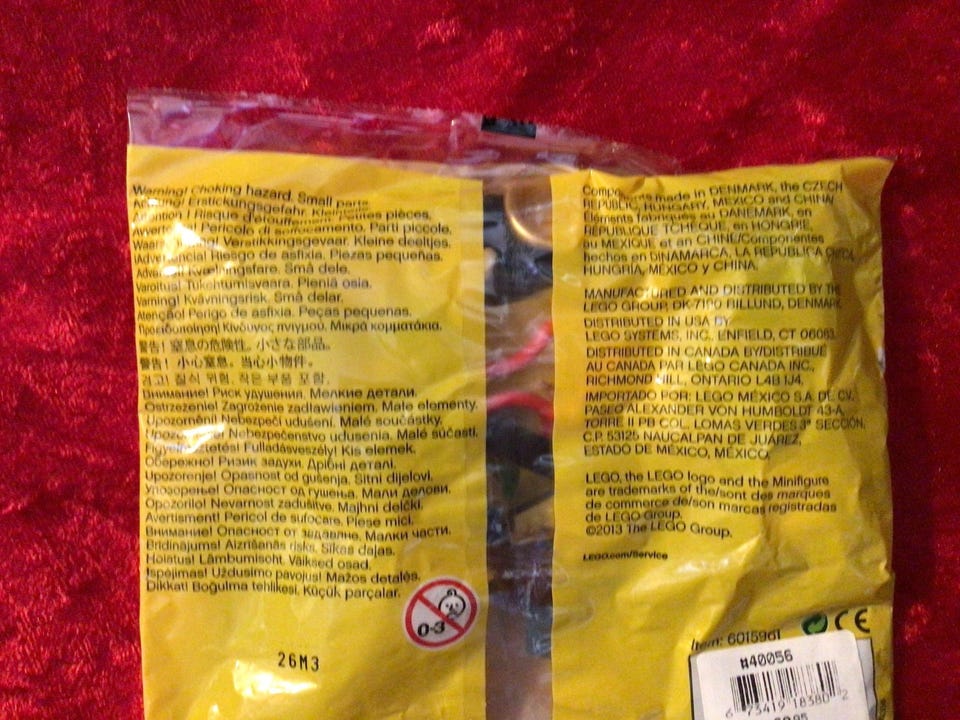 Warning! Choking hazard. Small parts.
Achtung! Erstickungsgefahr. Kleinteile.
Attention ! Risque d'étouffement. Petites pièces.
Avvertenza! Pericolo di soffocamento. Parti piccole.
Verstikkingsgevaar. Kleine deeltjes.
¡Advertencia! Riesgo de asfixia. Piezas pequeñas.
Advarsel! Kvælningsfare. Små dele.
Varoitus! Tukehtumisvaara. Pieniä osia.
Varning! Kvävningsrisk. Små delar.
Atenção! Perigo de asfixia. Peças pequenas.
Προειδοποίηση! Κίνδυνος πνιγμού. Μικρά κομματάκια.
警告! 窒息の危険性。小さな部品。
警告! 小心窒息。当心小物件。
경고! 질식 위험. 작은 부품 포함.
Внимание! Риск удушения. Мелкие детали.
Ostrzeżenie! Zagrożenie zadławieniem. Małe elementy.
Upozornění! Nebezpečí udušení. Malé součástky.
Upozornenie! Nebezpečenstvo udusenia. Malé súčasti.
Figyelmeztetés! Fulladásveszély! Kis elemek.
Обережно! Ризик задухи. Дрібні деталі.
Upozorenje! Opasnost od gušenja. Sitni dijelovi.
Упозорење! Опасност од гушења. Мали делови.
Opozorilo! Nevarnost zadušitve. Majhni delčki.
Avertisment! Pericol de sufocare. Piese mici.
Внимание! Опасност от задавяне. Малки части.
Brīdinājums! Aizrīšanās risks. Sīkas daļas.
Hoiatus! Lämbumisoht. Väiksed osad.
Įspėjimas! Uždusimo pavojus! Mažos detalės.
Dikkat! Boğulma tehlikesi. Küçük parçalar.
0-3
26M3
Components made in DENMARK, the CZECH
REPUBLIC, HUNGARY, MEXICO and CHINA/
Éléments fabriqués au DANEMARK, en
RÉPUBLIQUE TCHÈQUE, en HONGRIE,
au MEXIQUE et en CHINE/Componentes
hechos en DINAMARCA, LA REPÚBLICA CHECA,
HUNGRÍA, MÉXICO y CHINA.
MANUFACTURED AND DISTRIBUTED BY THE
LEGO GROUP, DK-7190 BILLUND, DENMARK
DISTRIBUTED IN USA BY
LEGO SYSTEMS, INC., ENFIELD, CT 06083.
DISTRIBUTED IN CANADA BY/DISTRIBUÉ
AU CANADA PAR LEGO CANADA INC.,
RICHMOND HILL, ONTARIO L4B 1J4.
IMPORTADO POR: LEGO MÉXICO S.A. DE C.V.
PASEO ALEXANDER VON HUMBOLDT 43-A,
TORRE II PB COL. LOMAS VERDES 3ª SECCIÓN,
C.P. 53125 NAUCALPAN DE JUÁREZ,
ESTADO DE MÉXICO, MÉXICO.
LEGO, the LEGO logo and the Minifigure
are trademarks of the/sont des marques
de commerce de/son marcas registradas
de LEGO Group.
©2013 The LEGO Group.
LEGO.com/Service
CE
Item: 6015961
#40056
6 73419 18380 2